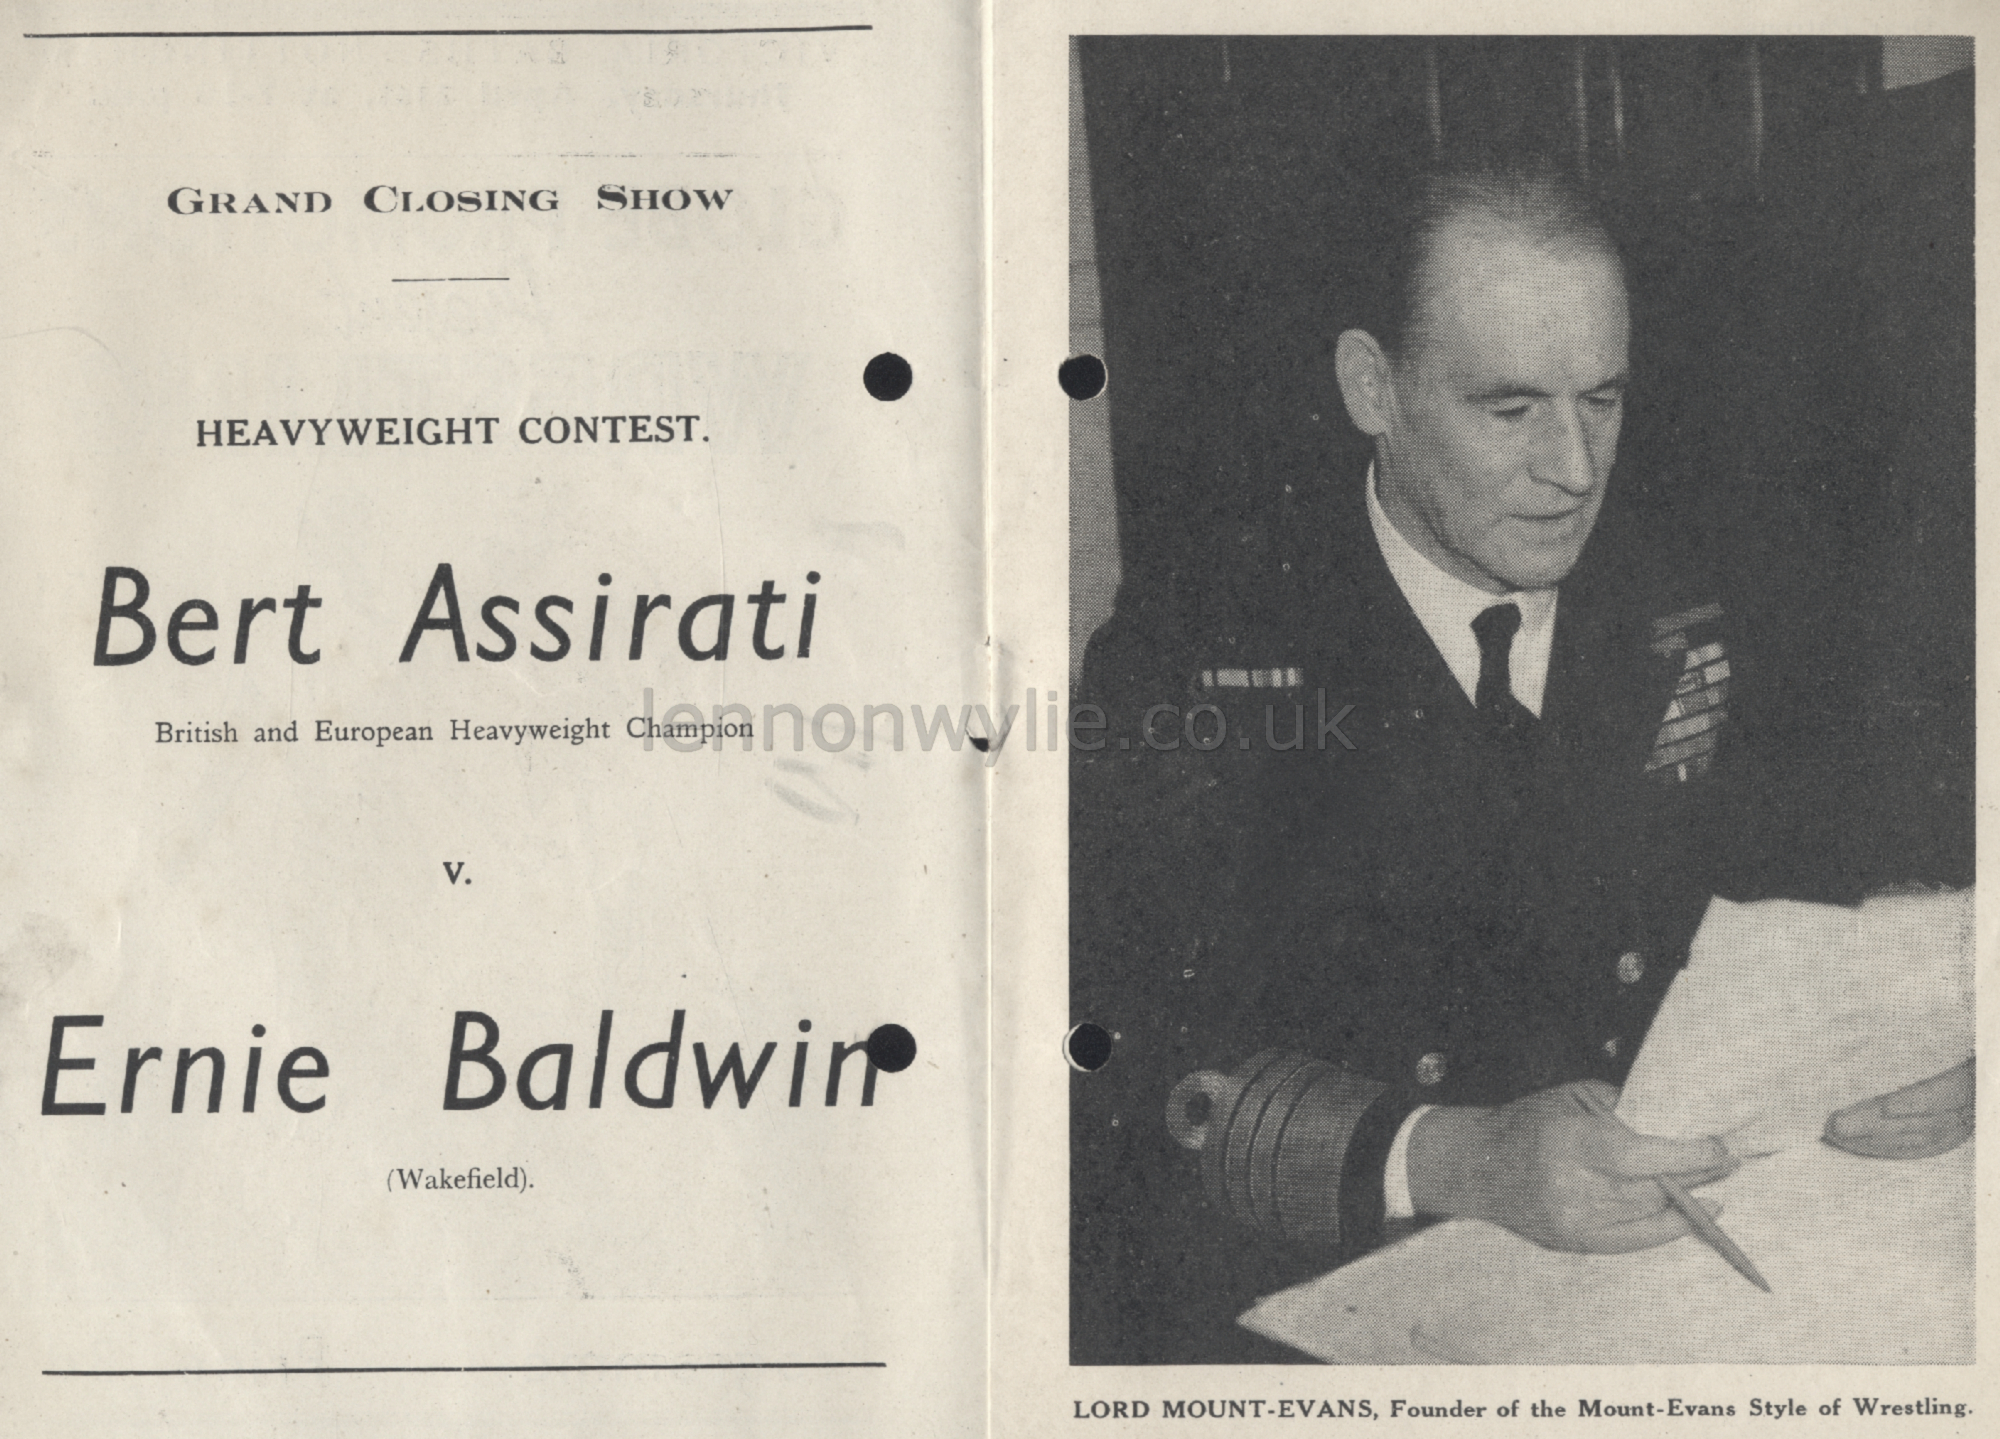 GRAND CLOSING SHOW
HEAVYWEIGHT CONTEST.
Bert Assirati
British and European Heavyweight Champion
v.
Ernie Baldwin
(Wakefield).
lennonwylie.co.uk
LORD MOUNT-EVANS, Founder of the Mount-Evans Style of Wrestling.